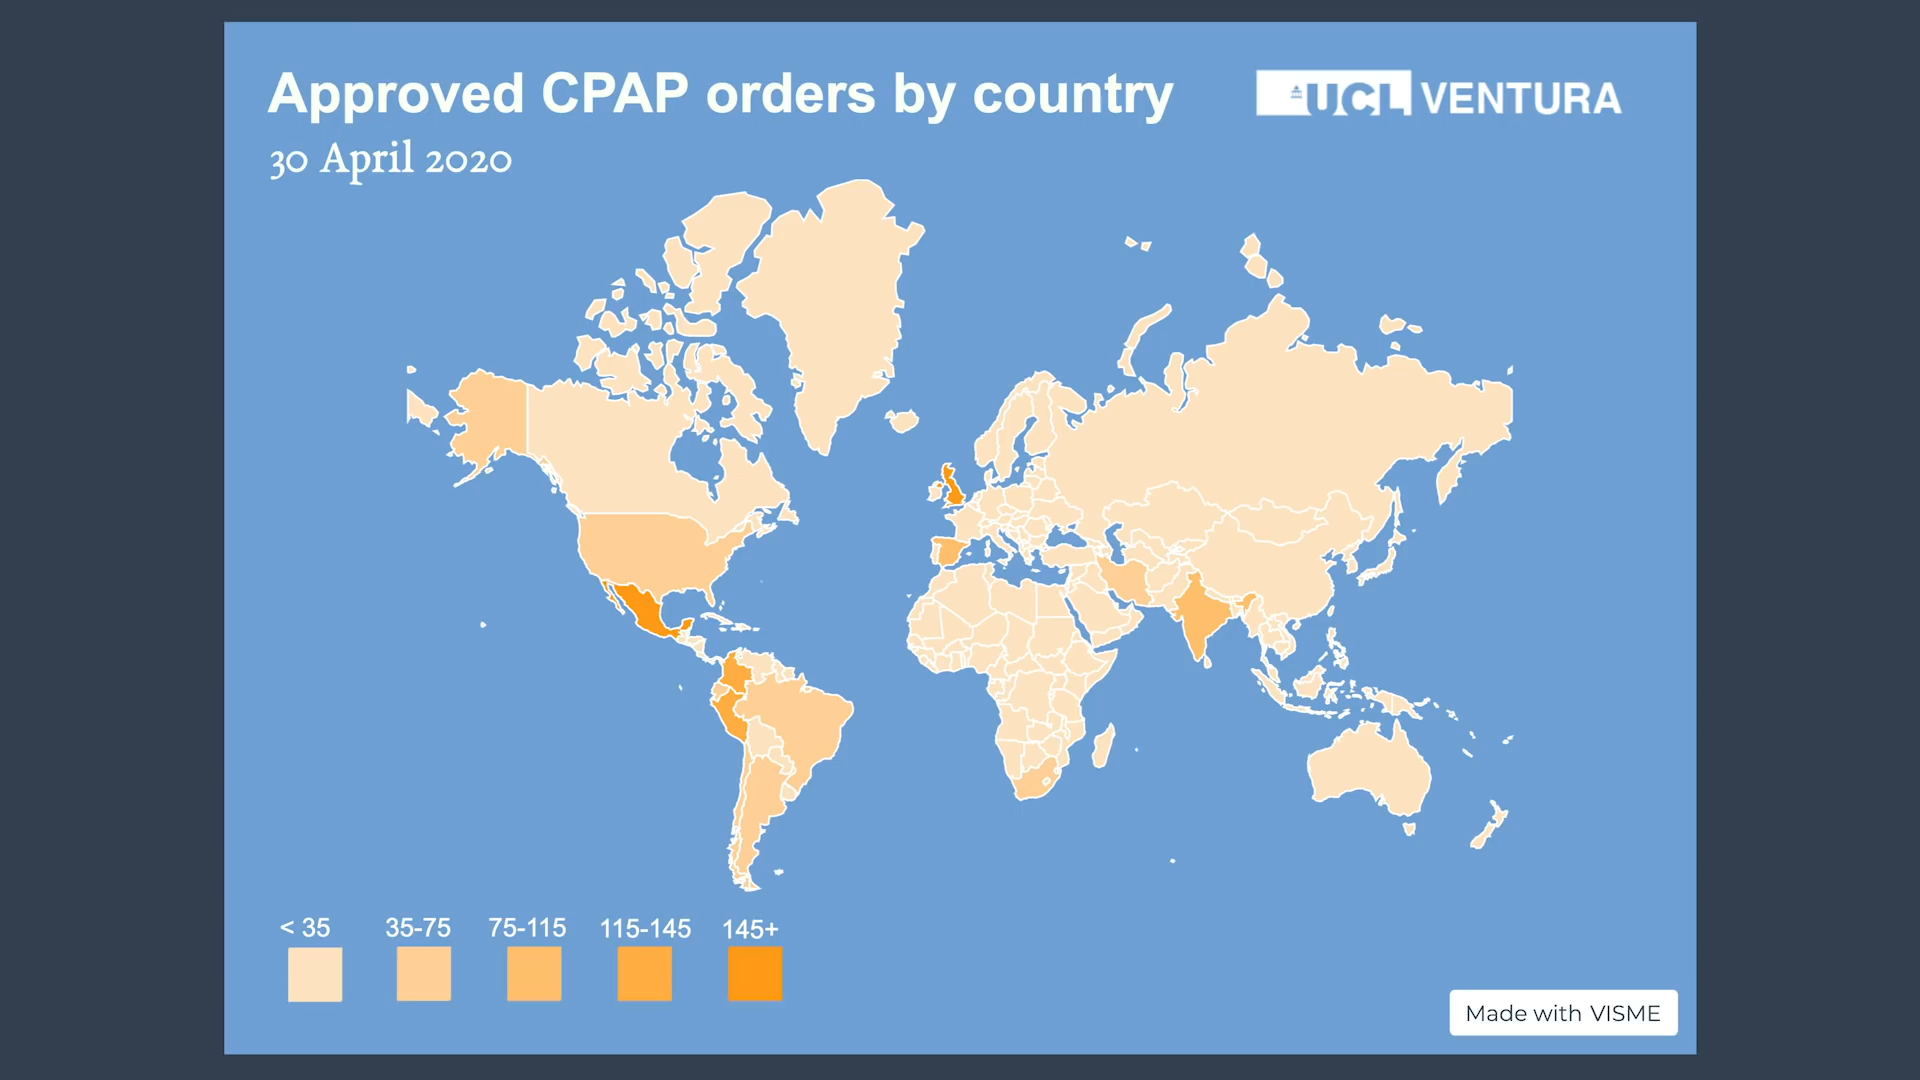 Approved CPAP orders by country
UCL VENTURA
30 April 2020
< 35
35-75
75-115
115-145
145+
Made with VISME